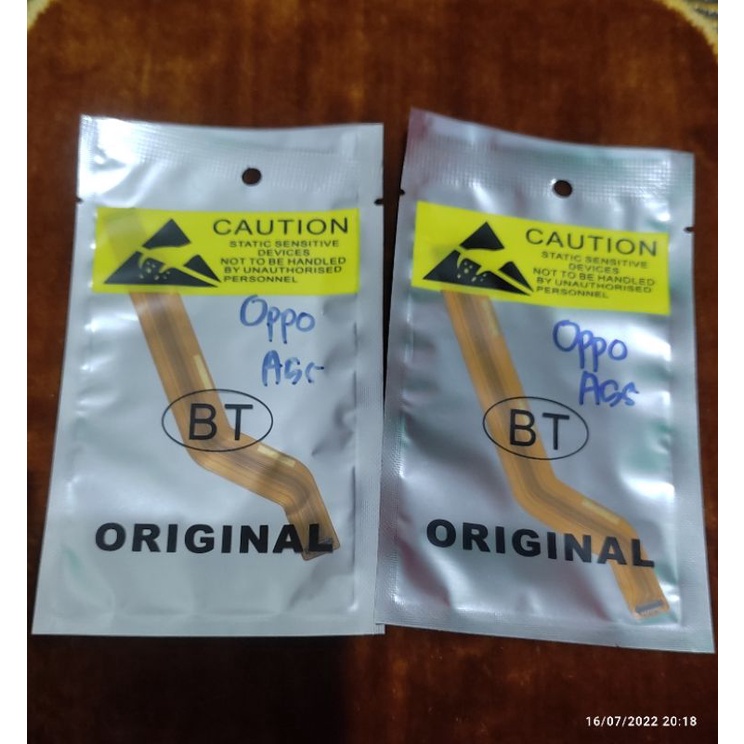 CAUTION
STATIC SENSITIVE
DEVICES
NOT TO BE HANDLED
BY UNAUTHORISED
PERSONNEL
Oppo
BT
ORIGINAL
CAUTION
STATIC SENSITIVE
DEVICES
NOT TO BE HANDLED
BY UNAUTHORISED
PERSONNEL
Oppo
BT
ORIGINAL
16/07/2022 20:18